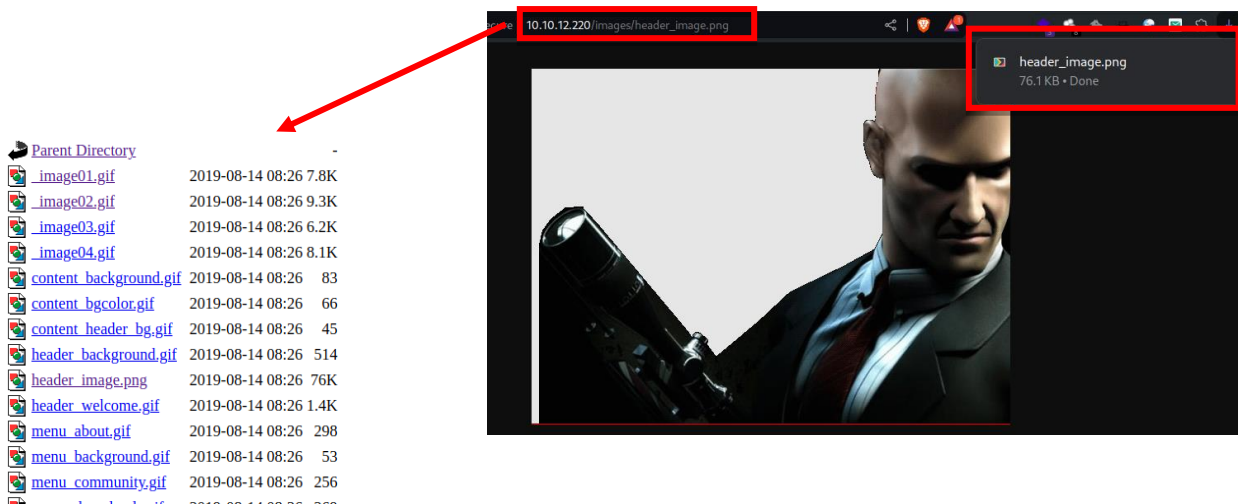 ecure 10.10.12.220/images/header_image.png
header_image.png
76.1 KB • Done
Parent Directory -
_image01.gif 2019-08-14 08:26 7.8K
_image02.gif 2019-08-14 08:26 9.3K
_image03.gif 2019-08-14 08:26 6.2K
_image04.gif 2019-08-14 08:26 8.1K
content_background.gif 2019-08-14 08:26 83
content_bgcolor.gif 2019-08-14 08:26 66
content_header_bg.gif 2019-08-14 08:26 45
header_background.gif 2019-08-14 08:26 514
header_image.png 2019-08-14 08:26 76K
header_welcome.gif 2019-08-14 08:26 1.4K
menu_about.gif 2019-08-14 08:26 298
menu_background.gif 2019-08-14 08:26 53
menu_community.gif 2019-08-14 08:26 256